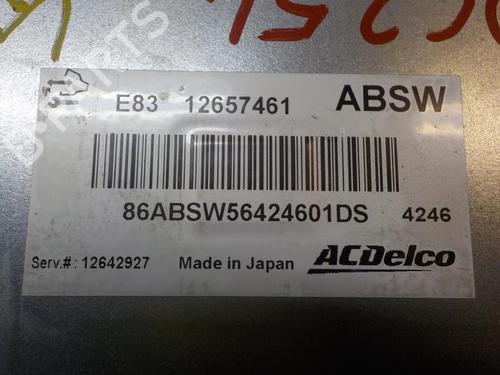 E83 12657461 ABSW
86ABSW56424601DS 4246
Serv.# : 12642927 Made in Japan ACDelco